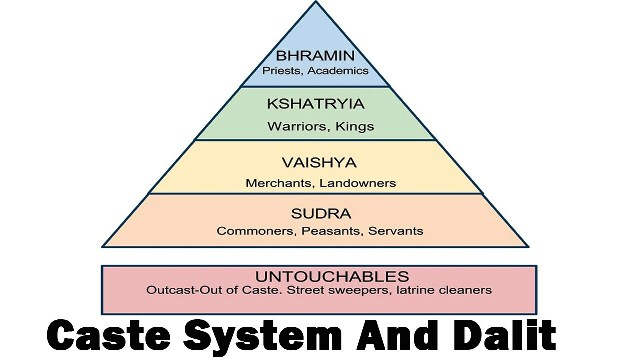 BHRAMIN
Priests, Academics
KSHATRYIA
Warriors, Kings
VAISHYA
Merchants, Landowners
SUDRA
Commoners, Peasants, Servants
UNTOUCHABLES
Outcast-Out of Caste. Street sweepers, latrine cleaners
Caste System And Dalit